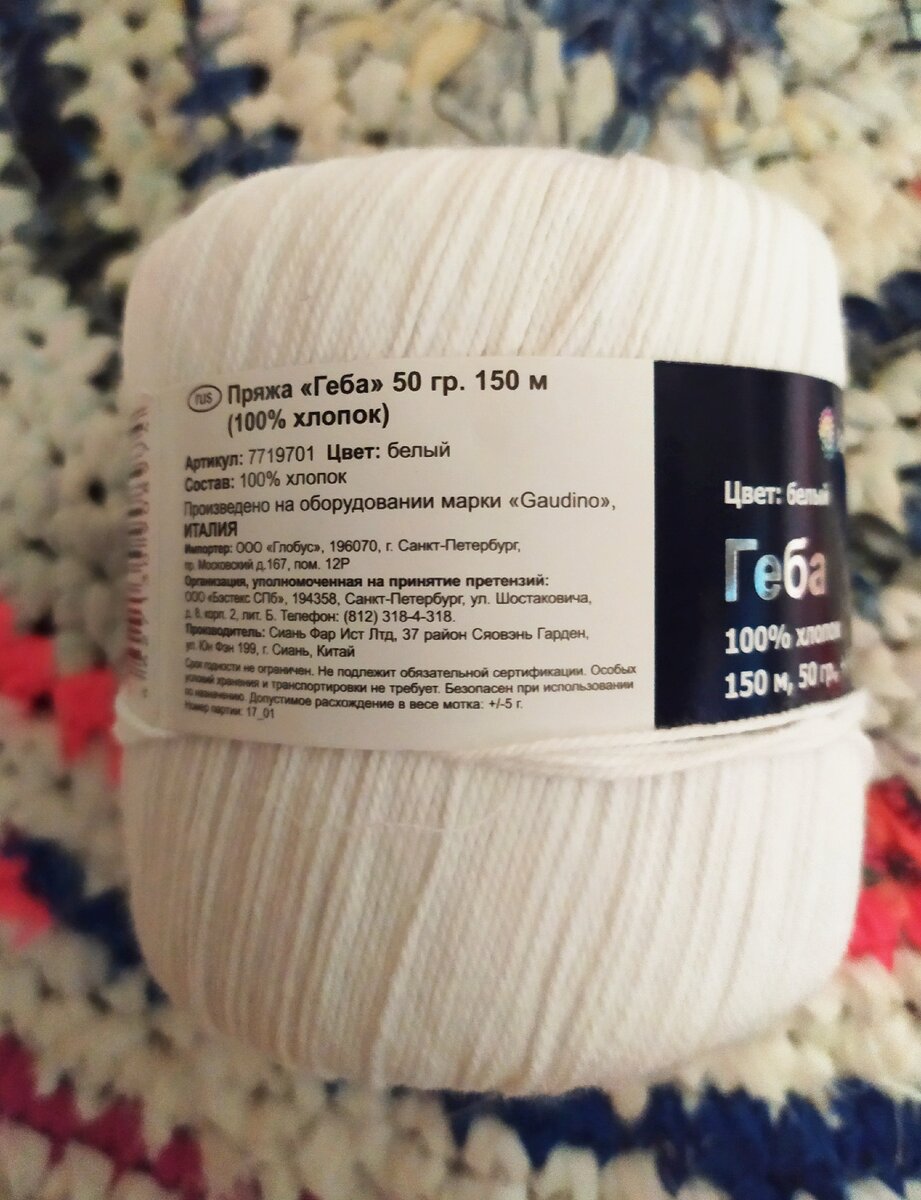 rus
Пряжа «Геба» 50 гр. 150 м
(100% хлопок)
Артикул: 7719701 Цвет: белый
Состав: 100% хлопок
Произведено на оборудовании марки «Gaudino»,
ИТАЛИЯ
Импортер: ООО «Глобус», 196070, г. Санкт-Петербург,
пр. Московский д.167, пом. 12Р
Организация, уполномоченная на принятие претензий:
ООО «Бэстекс СПб», 194358, Санкт-Петербург, ул. Шостаковича,
д. 8, корп. 2, лит. Б. Телефон: (812) 318-4-318.
Производитель: Сиань Фар Ист Лтд, 37 район Сяовэнь Гарден,
ул. Юн Фэн 199, г. Сиань, Китай
Срок годности не ограничен. Не подлежит обязательной сертификации. Особых
условий хранения и транспортировки не требует. Безопасен при использовании
по назначению. Допустимое расхождение в весе мотка: +/-5 г.
Номер партии: 17_01
Цвет: белый
Геба
100% хлопок
150 м, 50 гр.,